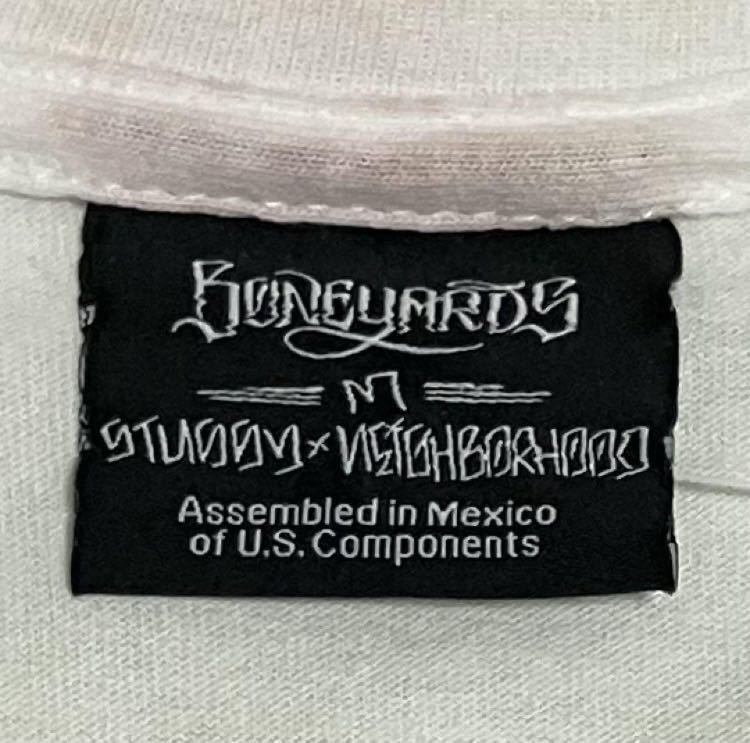 BONEYARDS
M
STUSSY × NEIGHBORHOOD
Assembled in Mexico
of U.S. Components